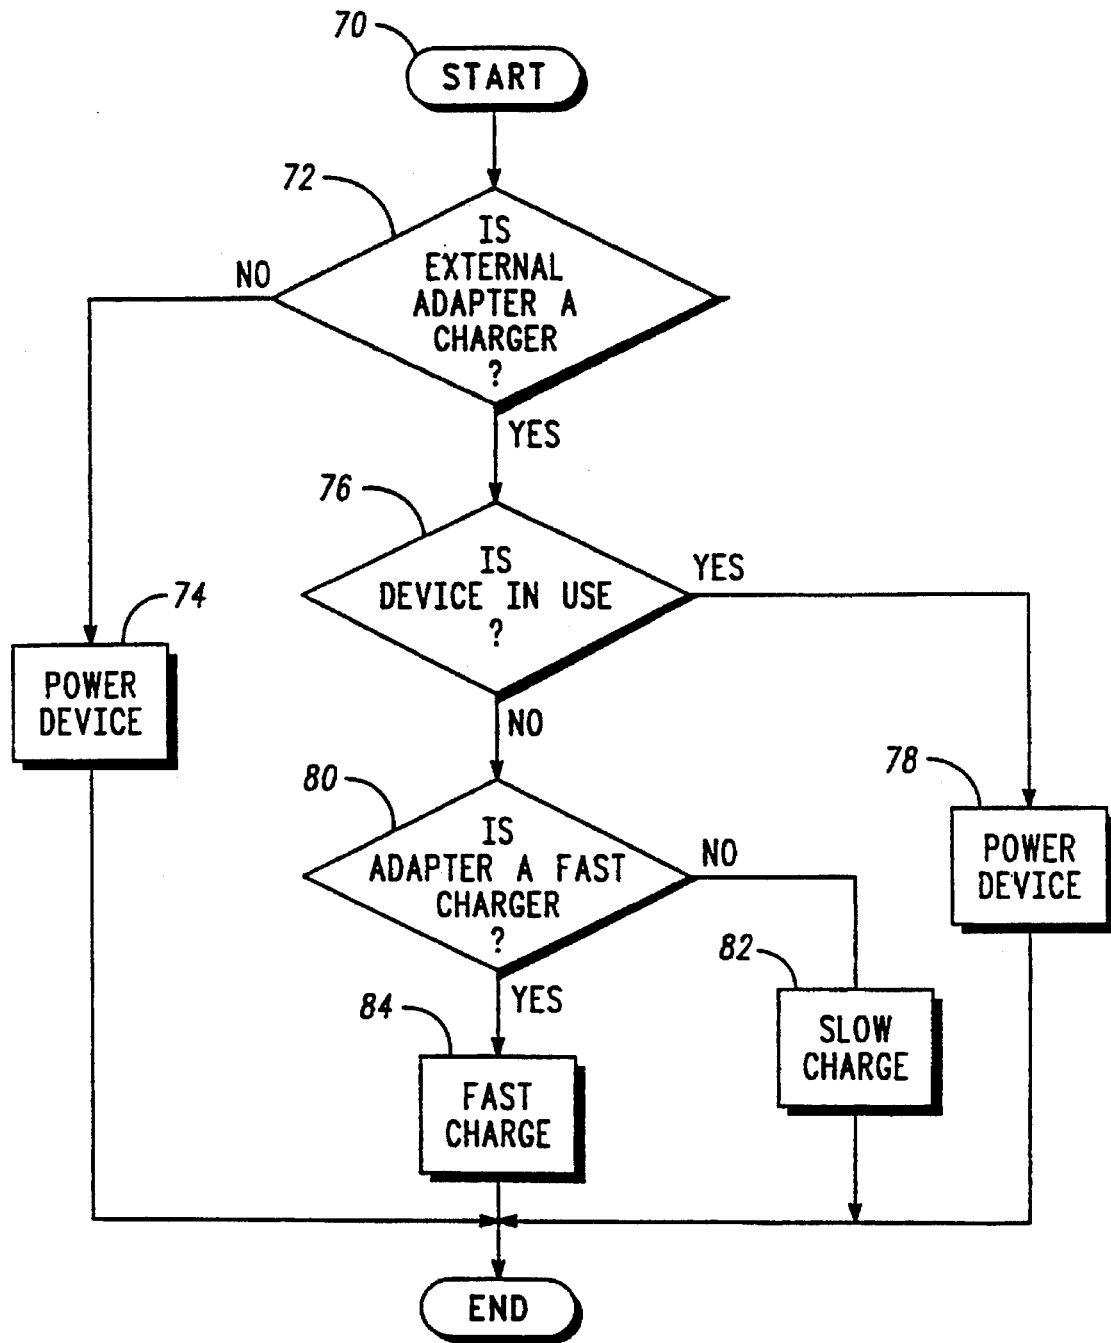 70
START
72
IS
EXTERNAL
ADAPTER A
CHARGER
?
NO
YES
76
IS
DEVICE IN USE
?
YES
NO
74
POWER
DEVICE
80
IS
ADAPTER A FAST
CHARGER
?
NO
YES
78
POWER
DEVICE
82
SLOW
CHARGE
84
FAST
CHARGE
END